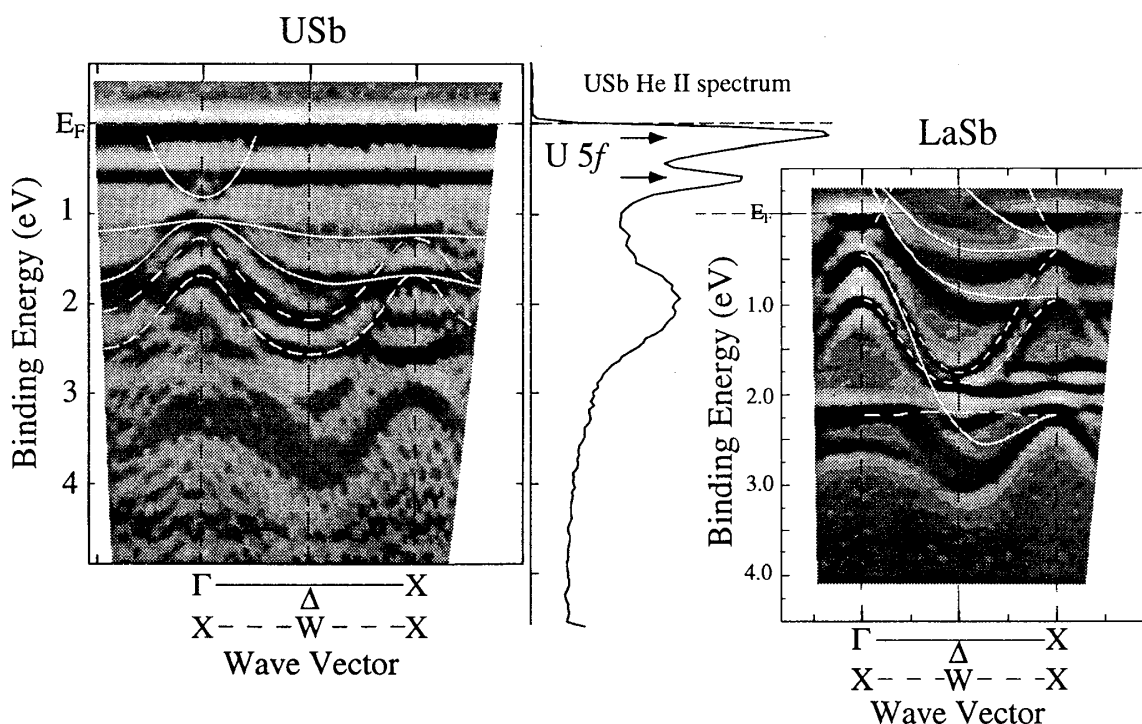 USb
USb He II spectrum
LaSb
E_F
U 5f
E_F
1
2
3
4
Binding Energy (eV)
1.0
2.0
3.0
4.0
Binding Energy (eV)
Γ Δ X
X W X
Wave Vector
Γ Δ X
X W X
Wave Vector